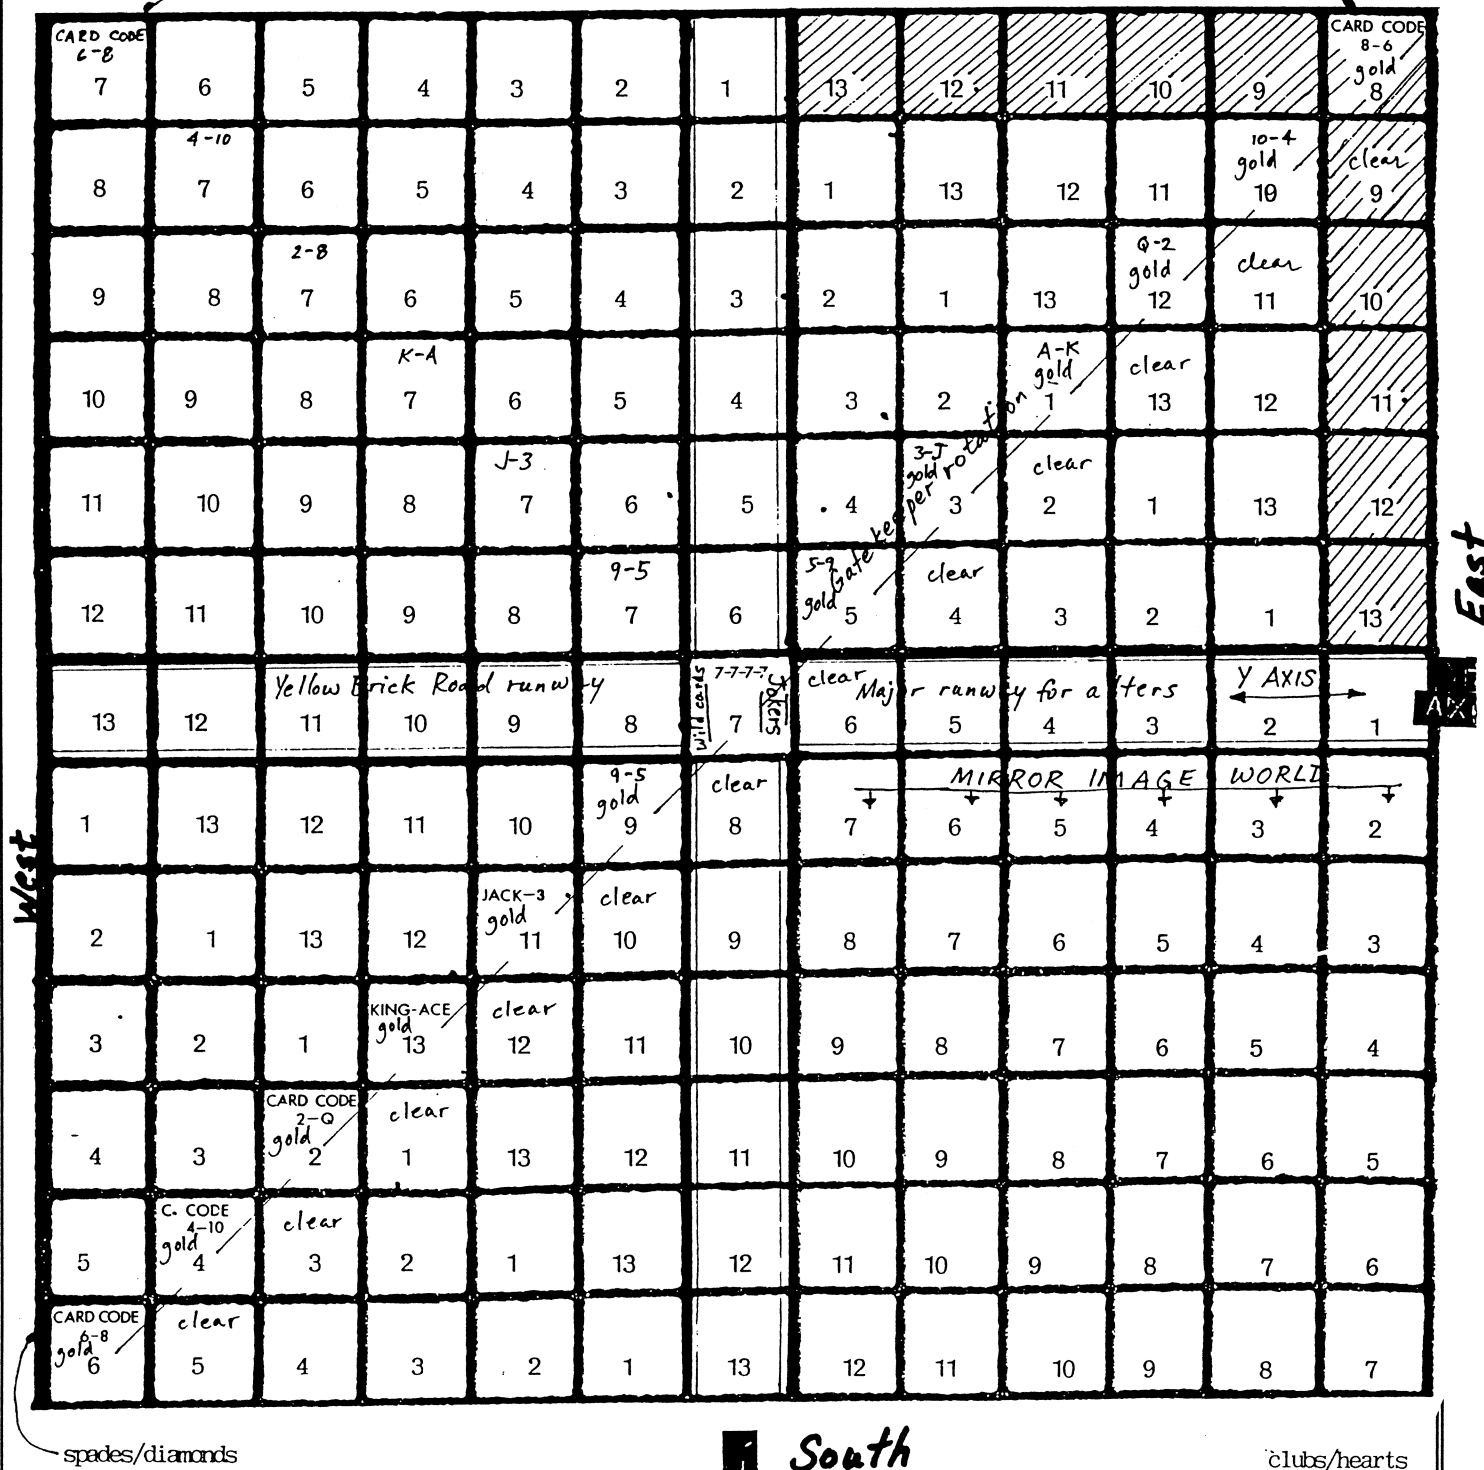 CARD CODE
6-8
7 6 5 4 3 2 1 13 12 11 10 9
CARD CODE
8-6
gold
8
4-10
10-4
gold
clear
8 7 6 5 4 3 2 1 13 12 11 10 9
2-8
Q-2
gold
clear
9 8 7 6 5 4 3 2 1 13 12 11 10
K-A
A-K
gold
clear
10 9 8 7 6 5 4 3 2 1 13 12 11
J-3
3-J
gold
clear
11 10 9 8 7 6 5 4 3 2 1 13 12
Gatekeeper rotation
9-5
5-9
gold
clear
12 11 10 9 8 7 6 5 4 3 2 1 13
East
Yellow Brick Road runway
wild cards
7-7-7-7
Jokers
clear
Major runway for alters
Y AXIS
13 12 11 10 9 8 7 6 5 4 3 2 1
AX
9-5
gold
clear
MIRROR IMAGE WORLD
1 13 12 11 10 9 8 7 6 5 4 3 2
West
JACK-3
gold
clear
2 1 13 12 11 10 9 8 7 6 5 4 3
KING-ACE
gold
clear
3 2 1 13 12 11 10 9 8 7 6 5 4
CARD CODE
2-Q
gold
clear
4 3 2 1 13 12 11 10 9 8 7 6 5
C. CODE
4-10
gold
clear
5 4 3 2 1 13 12 11 10 9 8 7 6
CARD CODE
6-8
gold
clear
6 5 4 3 2 1 13 12 11 10 9 8 7
spades/diamonds
South
clubs/hearts